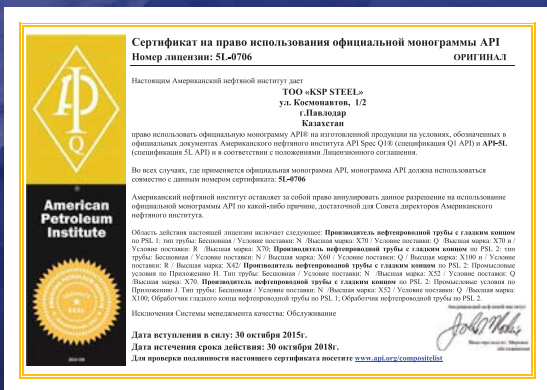 Сертификат на право использования официальной монограммы API
Номер лицензии: 5L-0706 ОРИГИНАЛ
Настоящим Американский нефтяной институт дает
ТОО «KSP STEEL»
ул. Космонавтов, 1/2
г.Павлодар
Казахстан
право использовать официальную монограмму API® на изготовленной продукции на условиях, обозначенных в
официальных документах Американского нефтяного института API Spec Q1® (спецификация Q1 API) и API-5L
(спецификация 5L API) и в соответствии с положениями Лицензионного соглашения.
Во всех случаях, где применяется официальная монограмма API, монограмма API должна использоваться
совместно с данным номером сертификата: 5L-0706
Американский нефтяной институт оставляет за собой право аннулировать данное разрешение на использование
официальной монограммы API по какой-либо причине, достаточной для Совета директоров Американского
нефтяного института.
American
Petroleum
Institute
Область действия настоящей лицензии включает следующее: Производитель нефтепроводной трубы с гладким концом
по PSL 1: тип трубы: Бесшовная / Условие поставки: N /Высшая марка: X70 / Условие поставки: Q /Высшая марка: X70 и /
Условие поставки: R /Высшая марка: X70; Производитель нефтепроводной трубы с гладким концом по PSL 2: тип
трубы: Бесшовная / Условие поставки: N / Высшая марка: X60 / Условие поставки: Q / Высшая марка: X100 и / Условие
поставки: R / Высшая марка: X42/ Производитель нефтепроводной трубы с гладким концом по PSL 2: Промысловые
условия по Приложению H. Тип трубы: Бесшовная / Условие поставки: N /Высшая марка: X52 / Условие поставки: Q
/Высшая марка: X70. Производитель нефтепроводной трубы с гладким концом по PSL 2: Промысловые условия по
Приложению J. Тип трубы: Бесшовная / Условие поставки: N /Высшая марка: X52 / Условие поставки: Q /Высшая марка:
X100; Обработчик гладкого конца нефтепроводной трубы по PSL 1; Обработчик нефтепроводной трубы по PSL 2.
Исключения Системы менеджмента качества: Обслуживание
Дата вступления в силу: 30 октября 2015г.
Дата истечения срока действия: 30 октября 2018г.
Для проверки подлинности настоящего сертификата посетите www.api.org/compositelist